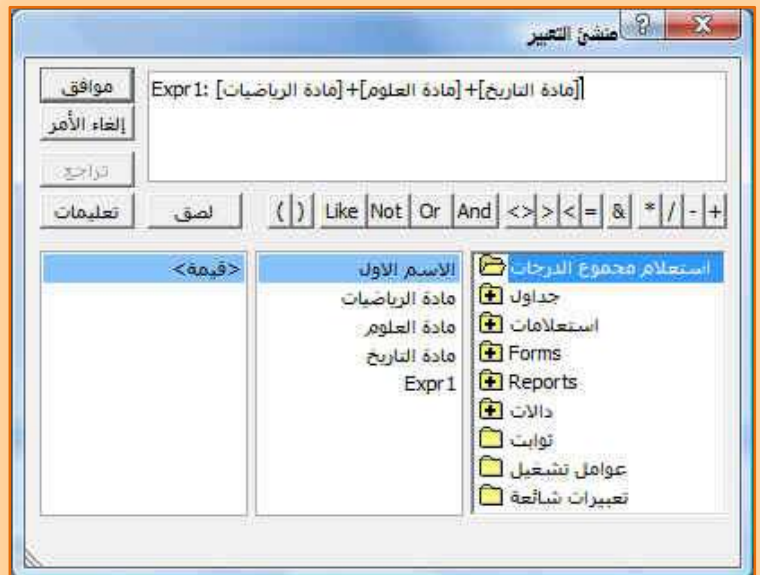 منشئ التعبير
Expr1: [مادة الرياضيات]+[مادة العلوم]+[مادة التاريخ]
موافق
إلغاء الأمر
تراجع
تعليمات
لصق
+ - / * & = > < <> And Or Not Like ( )
استعلام مجموع الدرجات
جداول
استعلامات
Forms
Reports
دالات
ثوابت
عوامل تشغيل
تعبيرات شائعة
الاسم الاول
مادة الرياضيات
مادة العلوم
مادة التاريخ
Expr1
<قيمة>